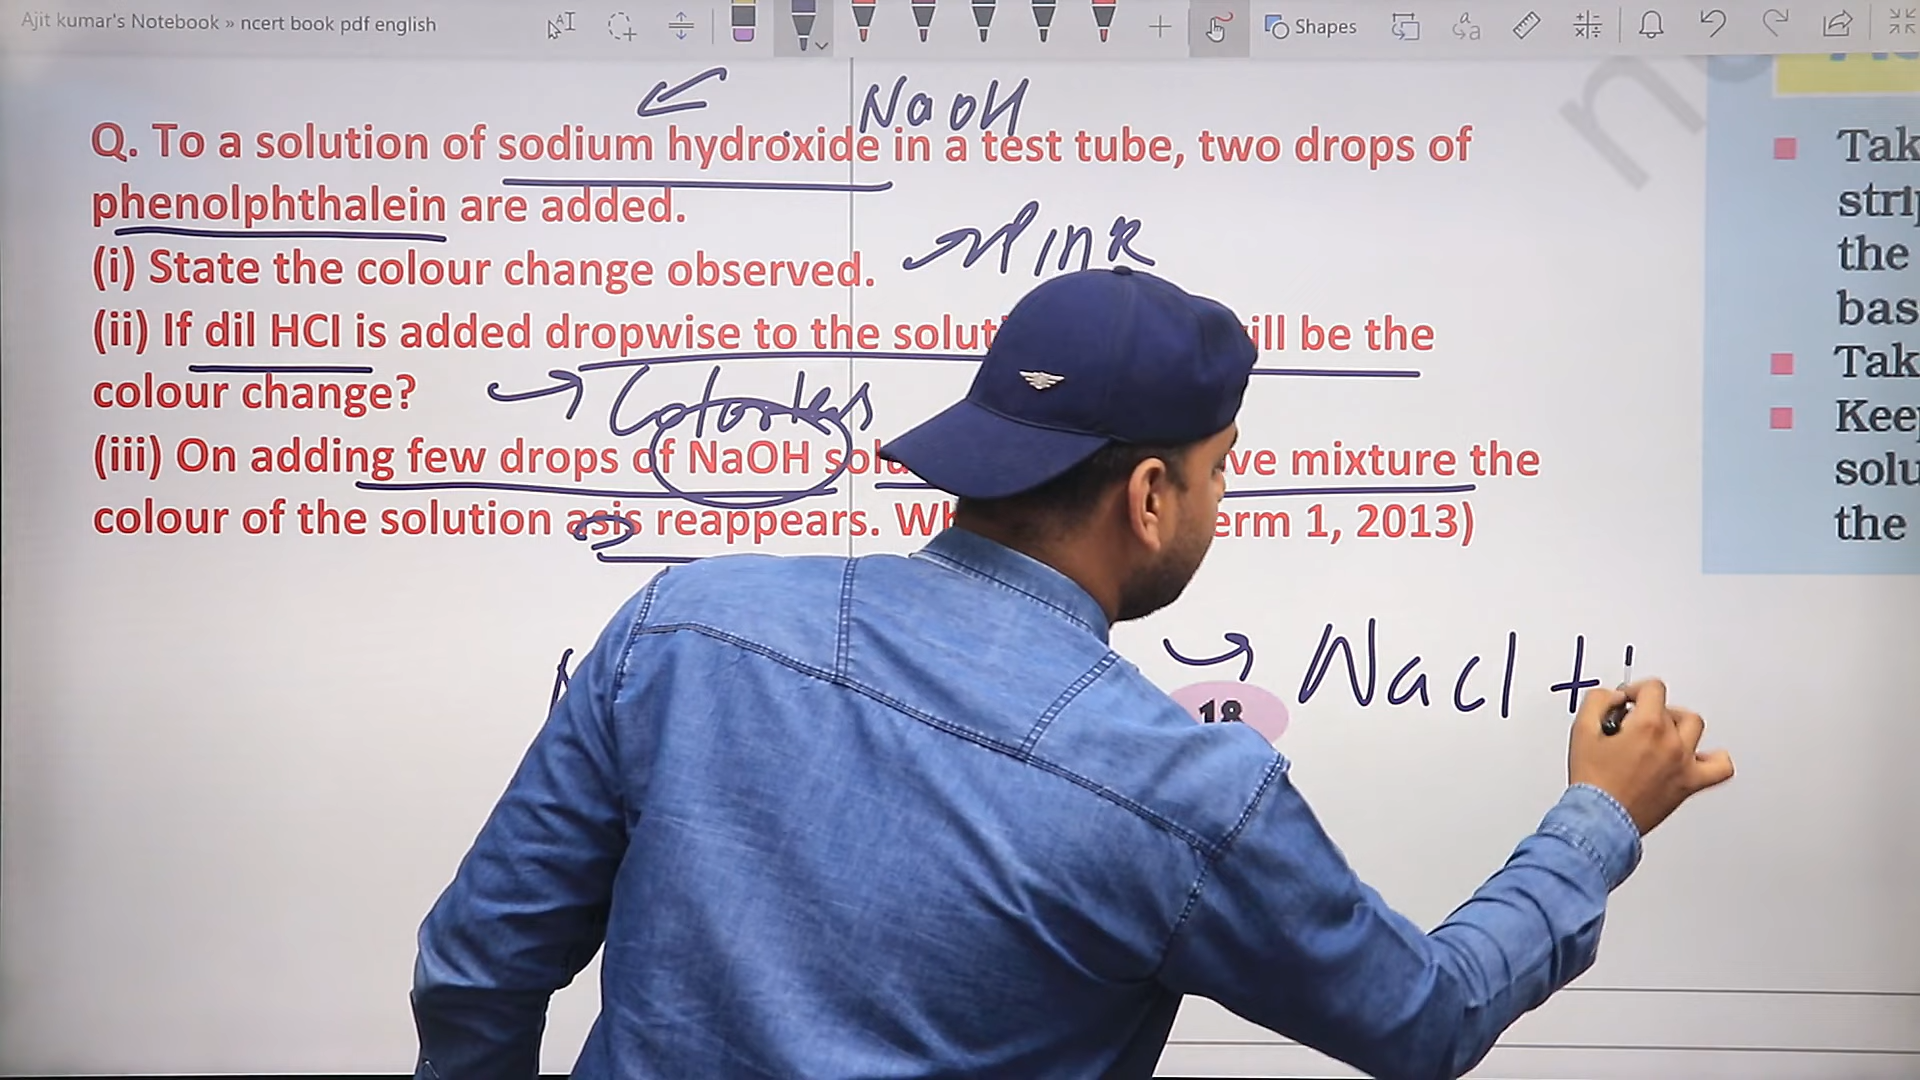 Ajit kumar's Notebook » ncert book pdf english
Shapes
NaOH
Q. To a solution of sodium hydroxide in a test tube, two drops of
phenolphthalein are added.
Pink
(i) State the colour change observed.
(ii) If dil HCl is added dropwise to the soluti ill be the
colour change?
Colorless
(iii) On adding few drops of NaOH solu ve mixture the
colour of the solution asis reappears. Wh erm 1, 2013)
Nacl +
18
Tak
stri
the
bas
Tak
Keep
solu
the